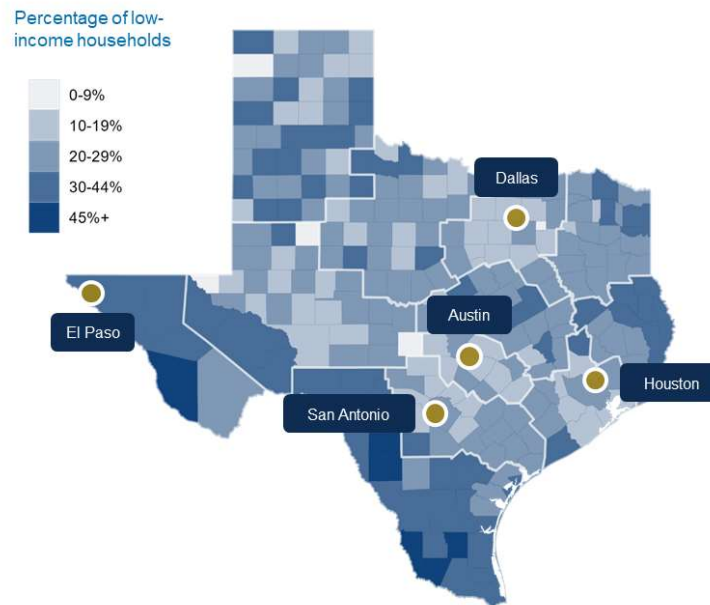 Percentage of low-
income households
0-9%
10-19%
20-29%
30-44%
45%+
Dallas
El Paso
Austin
Houston
San Antonio